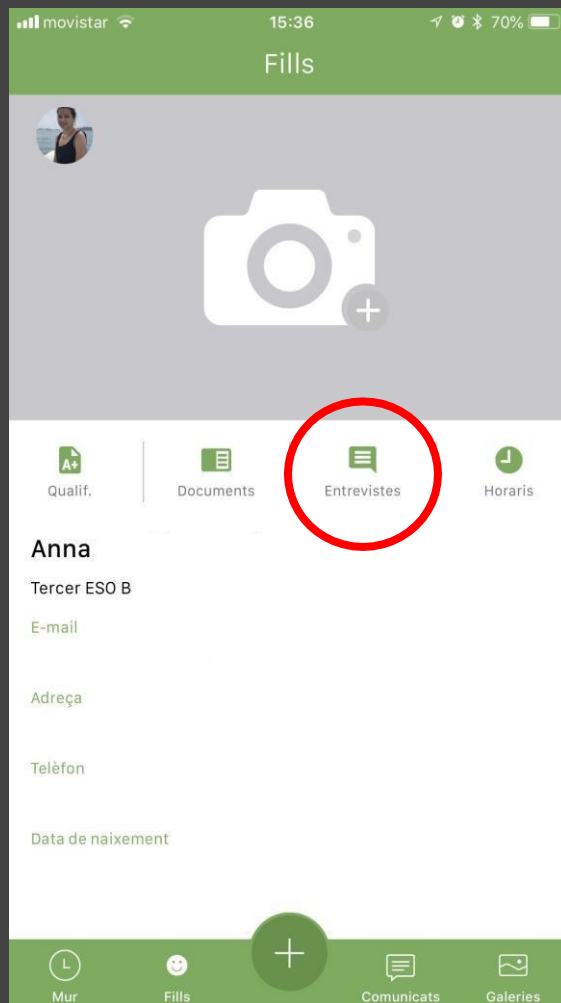 movistar 15:36 70%
Fills
A+
Qualif. Documents Entrevistes Horaris
Anna
Tercer ESO B
E-mail
Adreça
Telèfon
Data de naixement
Mur Fills Comunicats Galeries